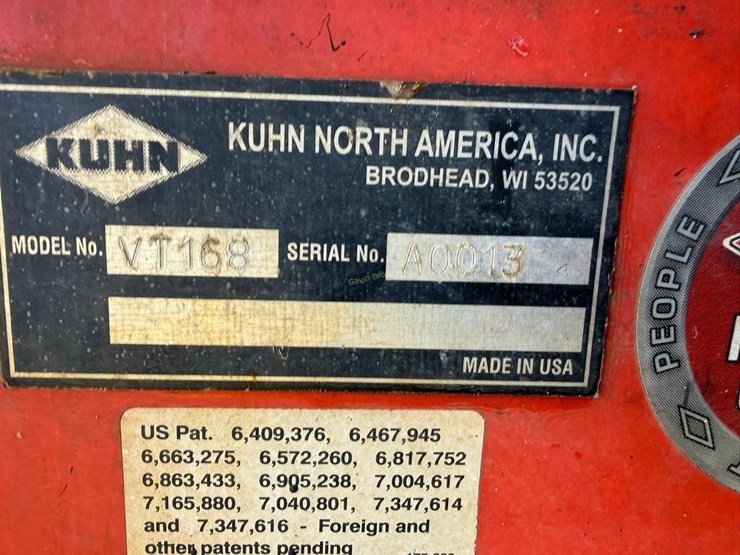 KUHN
KUHN NORTH AMERICA, INC.
BRODHEAD, WI 53520
MODEL No. VT168 SERIAL No. A0013
MADE IN USA
PEOPLE
US Pat. 6,409,376, 6,467,945
6,663,275, 6,572,260, 6,817,752
6,863,433, 6,905,238, 7,004,617
7,165,880, 7,040,801, 7,347,614
and 7,347,616 - Foreign and
other patents pending